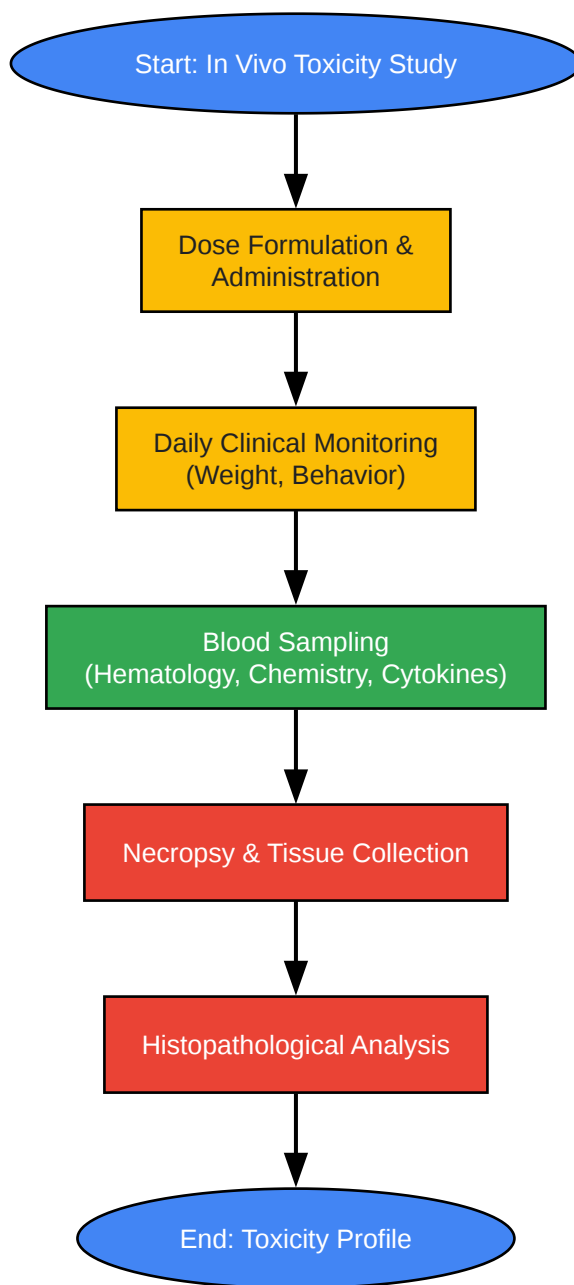 Start: In Vivo Toxicity Study
Dose Formulation &
Administration
Daily Clinical Monitoring
(Weight, Behavior)
Blood Sampling
(Hematology, Chemistry, Cytokines)
Necropsy & Tissue Collection
Histopathological Analysis
End: Toxicity Profile